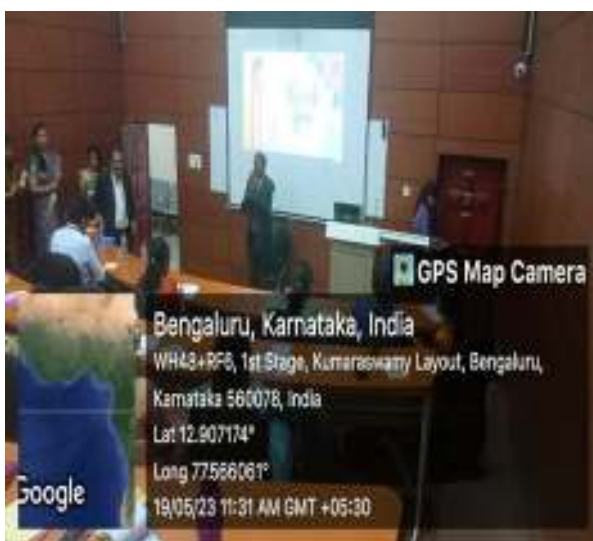 GPS Map Camera
Bengaluru, Karnataka, India
WH43+RF6, 1st Stage, Kumaraswamy Layout, Bengaluru,
Karnataka 560078, India
Lat 12.907174°
Long 77.566061°
19/05/23 11:31 AM GMT +05:30
Google